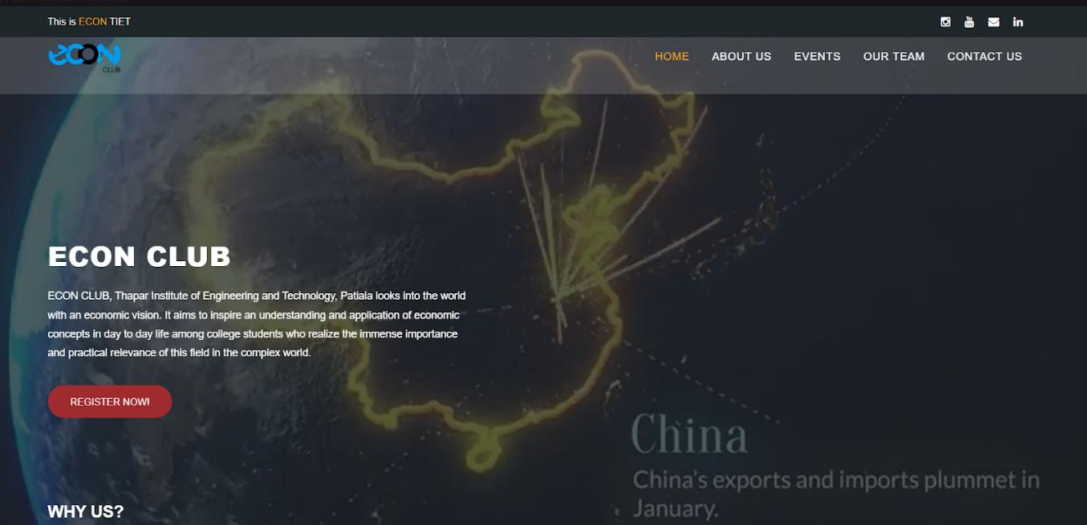 This is ECON TIET
econ
CLUB
HOME ABOUT US EVENTS OUR TEAM CONTACT US
ECON CLUB
ECON CLUB, Thapar Institute of Engineering and Technology, Patiala looks into the world
with an economic vision. It aims to inspire an understanding and application of economic
concepts in day to day life among college students who realize the immense importance
and practical relevance of this field in the complex world.
REGISTER NOW!
China
China's exports and imports plummet in
January.
WHY US?